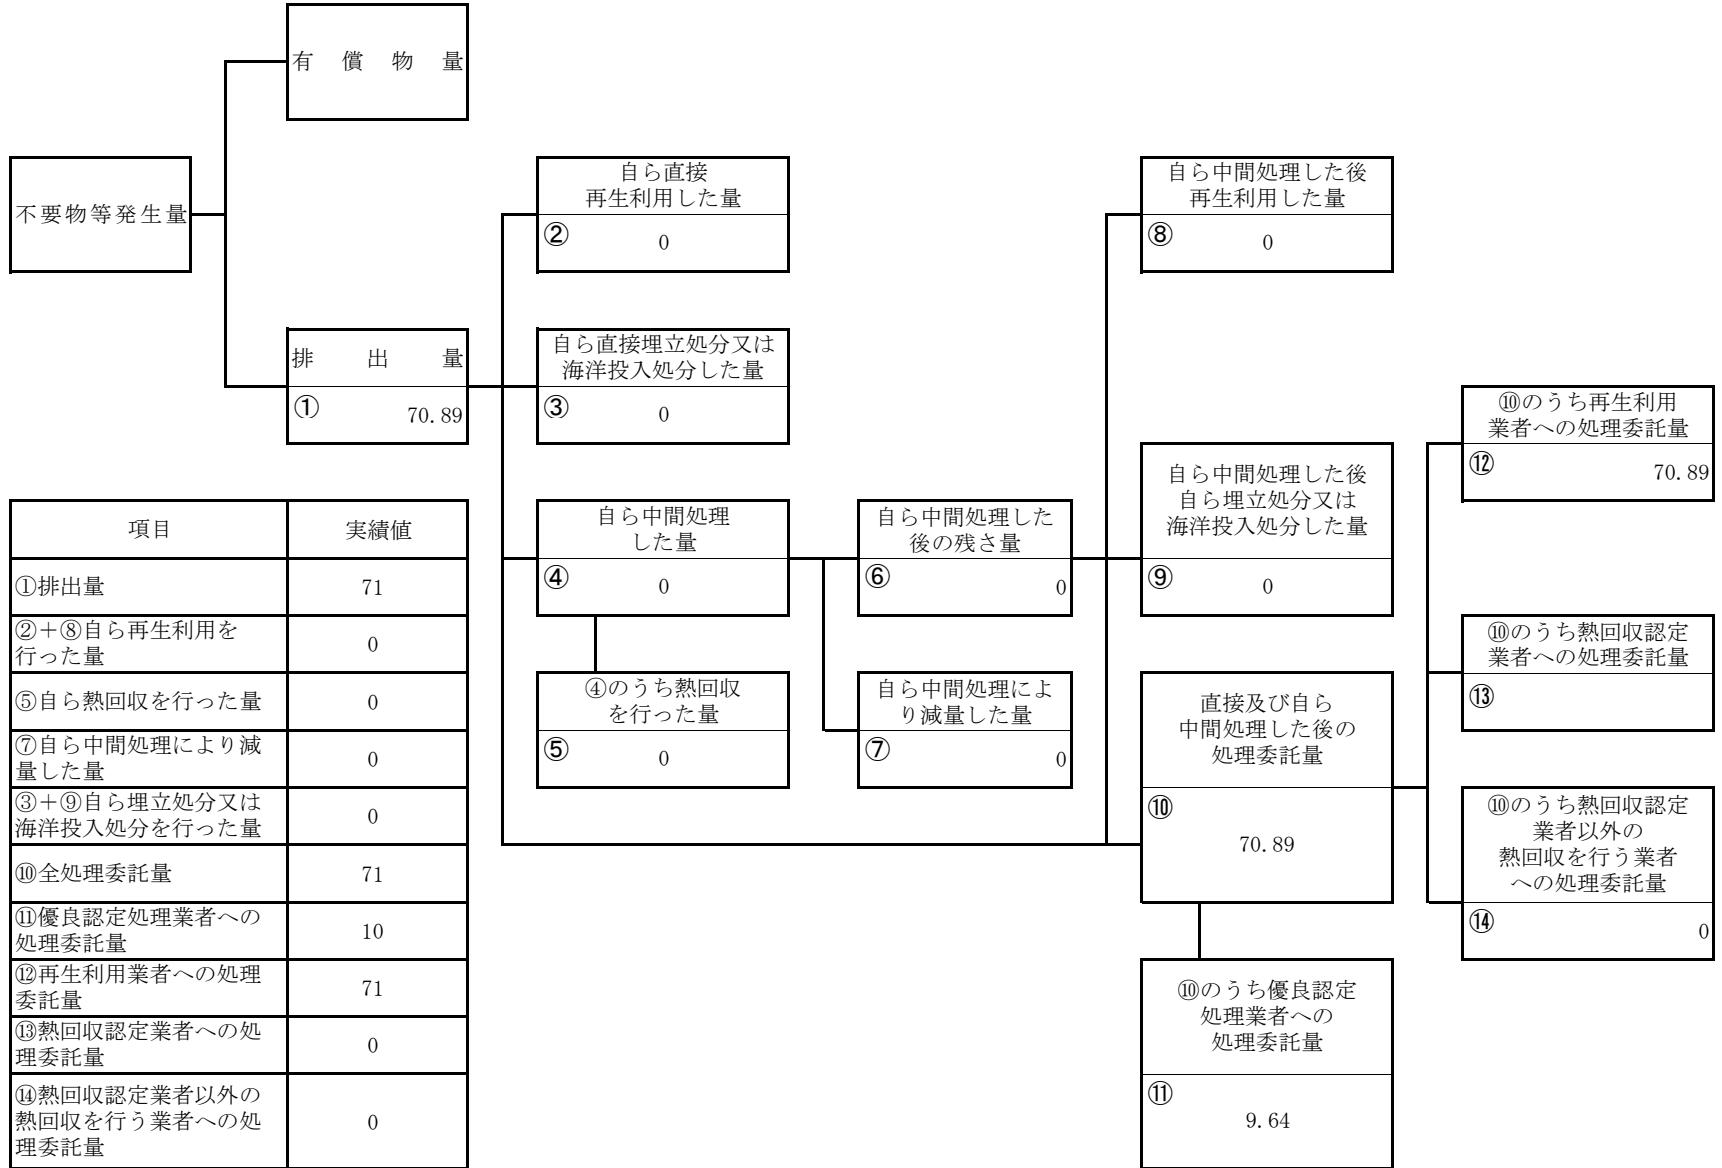 有償物量
不要物等発生量
排出量
①
70.89
自ら直接
再生利用した量
②
0
自ら直接埋立処分又は
海洋投入処分した量
③
0
自ら中間処理
した量
④
0
④のうち熱回収
を行った量
⑤
0
自ら中間処理した
後の残さ量
⑥
0
自ら中間処理によ
り減量した量
⑦
0
自ら中間処理した後
再生利用した量
⑧
0
自ら中間処理した後
自ら埋立処分又は
海洋投入処分した量
⑨
0
直接及び自ら
中間処理した後の
処理委託量
⑩
70.89
⑩のうち優良認定
処理業者への
処理委託量
⑪
9.64
⑩のうち再生利用
業者への処理委託量
⑫
70.89
⑩のうち熱回収認定
業者への処理委託量
⑬
⑩のうち熱回収認定
業者以外の
熱回収を行う業者
への処理委託量
⑭
0
項目 実績値
①排出量 71
②+⑧自ら再生利用を
行った量 0
⑤自ら熱回収を行った量 0
⑦自ら中間処理により減
量した量 0
③+⑨自ら埋立処分又は
海洋投入処分を行った量 0
⑩全処理委託量 71
⑪優良認定処理業者への
処理委託量 10
⑫再生利用業者への処理
委託量 71
⑬熱回収認定業者への処
理委託量 0
⑭熱回収認定業者以外の
熱回収を行う業者への処
理委託量 0